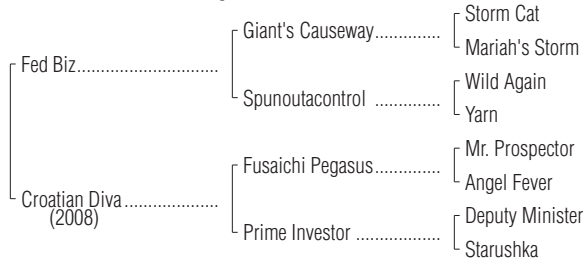 Storm Cat
Giant's Causeway..............
Mariah's Storm
Fed Biz..............................
Wild Again
Spunoutacontrol ..............
Yarn
Mr. Prospector
Fusaichi Pegasus..............
Angel Fever
Croatian Diva....................
(2008)
Deputy Minister
Prime Investor ..................
Starushka